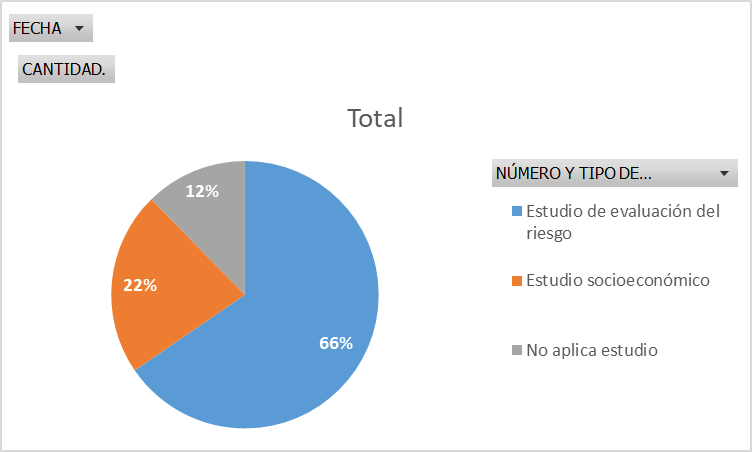 FECHA
CANTIDAD.
Total
12%
22%
66%
NÚMERO Y TIPO DE...
Estudio de evaluación del
riesgo
Estudio socioeconómico
No aplica estudio